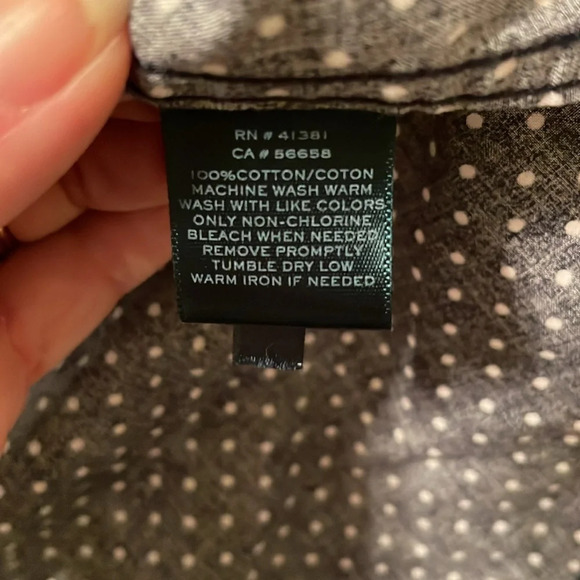 RN # 41381
CA # 56658
100%COTTON/COTON
MACHINE WASH WARM
WASH WITH LIKE COLORS
ONLY NON-CHLORINE
BLEACH WHEN NEEDED
REMOVE PROMPTLY
TUMBLE DRY LOW
WARM IRON IF NEEDED